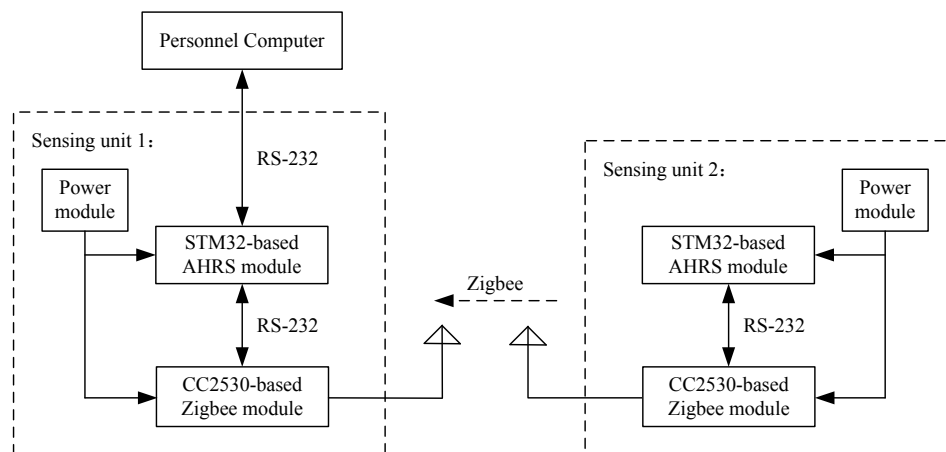 Personnel Computer
Sensing unit 1：
RS-232
Power
module
STM32-based
AHRS module
RS-232
CC2530-based
Zigbee module
Zigbee
Sensing unit 2：
Power
module
STM32-based
AHRS module
RS-232
CC2530-based
Zigbee module